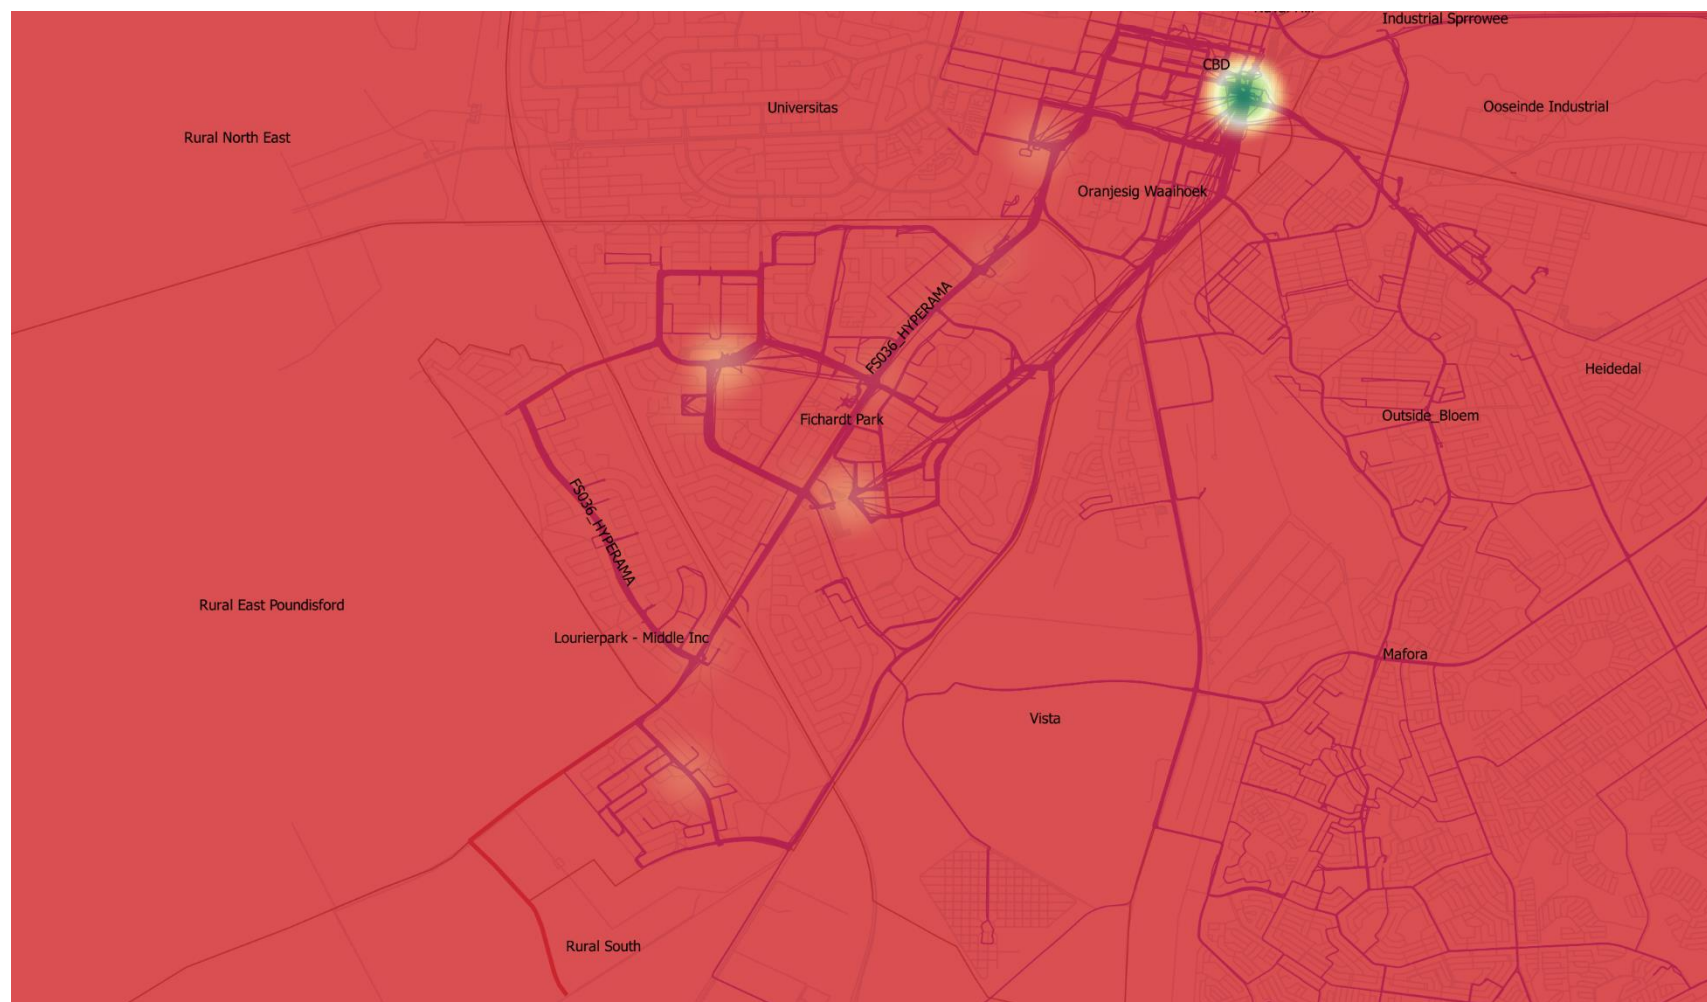 Industrial Sprrowee
CBD
Universitas
Ooseinde Industrial
Rural North East
Oranjesig Waaihoek
FS036_HYPERAMA
Heidedal
Outside_Bloem
Fichardt Park
FS036_HYPERAMA
Rural East Poundisford
Lourierpark - Middle Inc
Mafora
Vista
Rural South